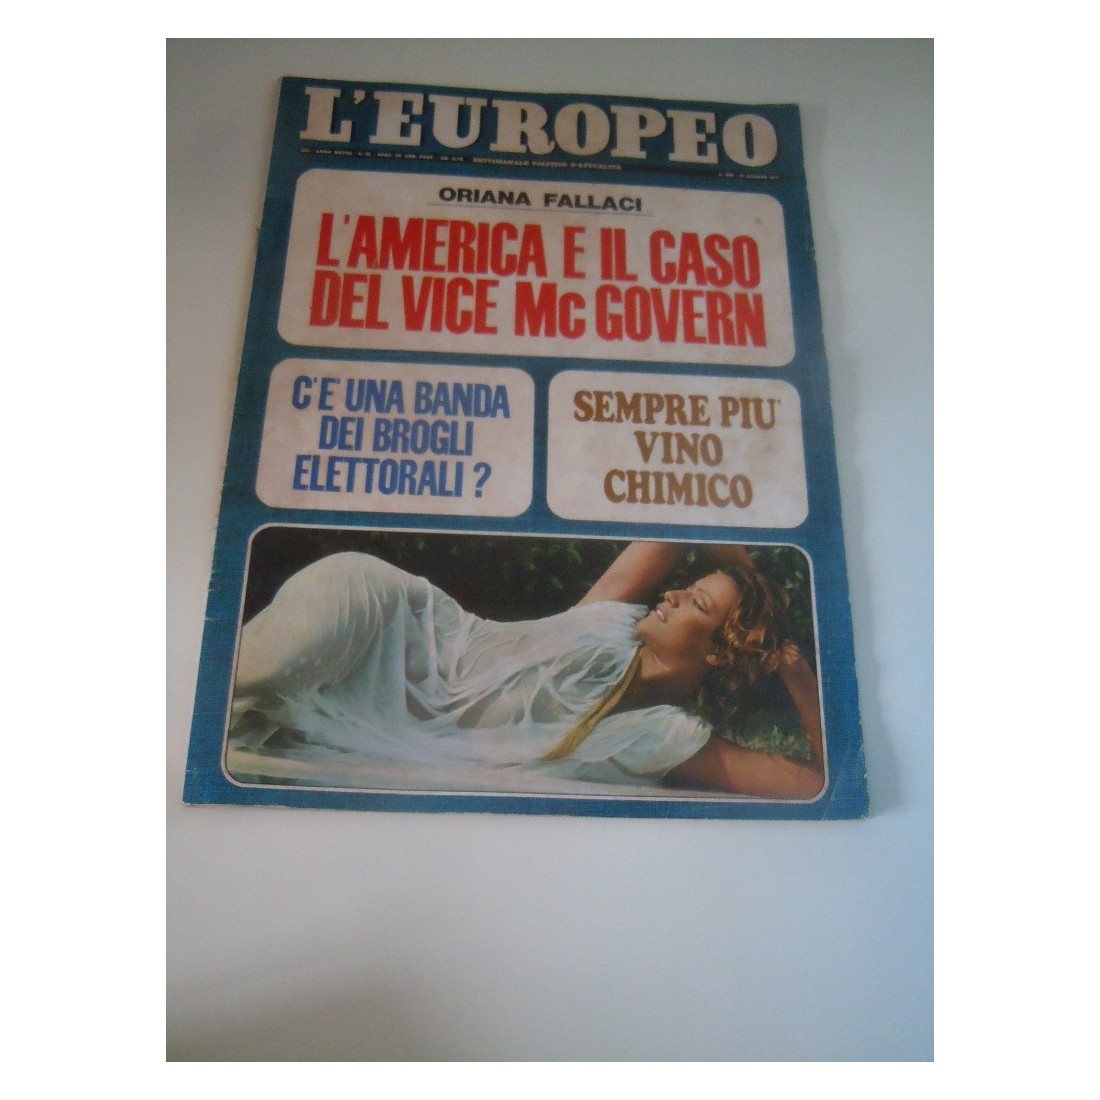 L'EUROPEO
SETTIMANALE POLITICO D'ATTUALITÀ
ORIANA FALLACI
L'AMERICA E IL CASO
DEL VICE Mc GOVERN
C'E' UNA BANDA
DEI BROGLI
ELETTORALI ?
SEMPRE PIU'
VINO
CHIMICO